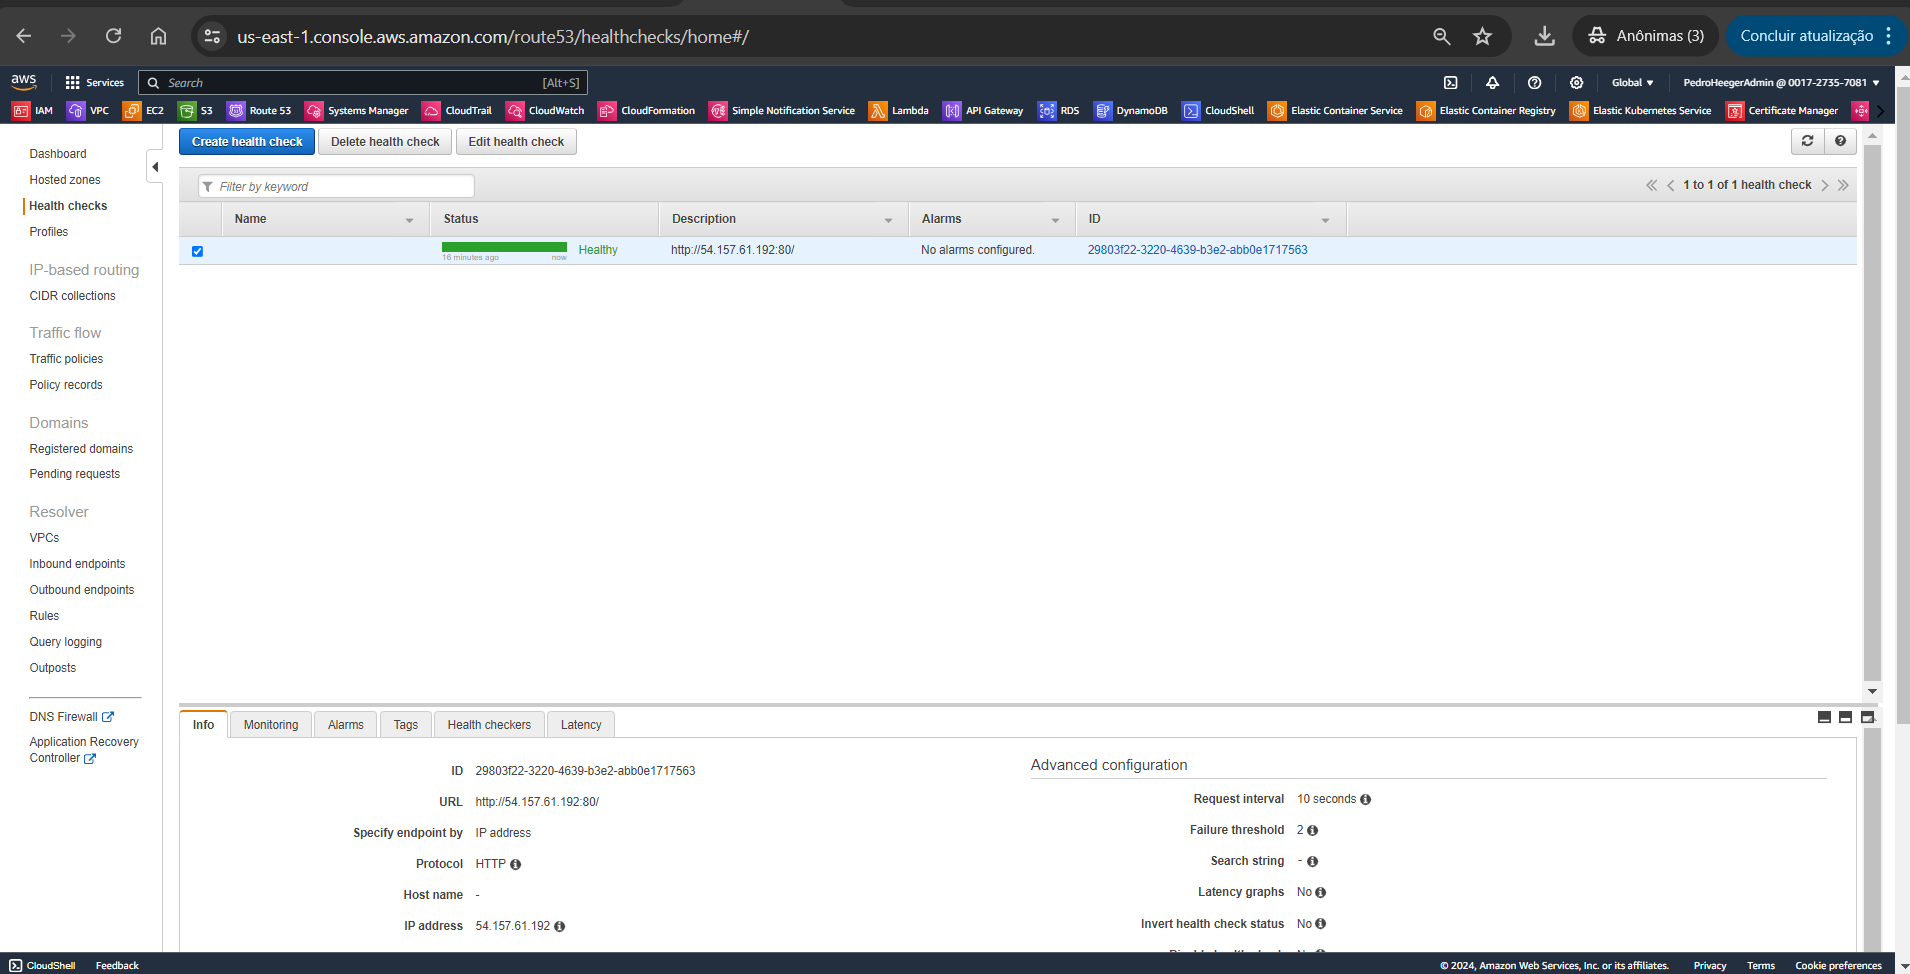 us-east-1.console.aws.amazon.com/route53/healthchecks/home#/
Anônimas (3)
Concluir atualização
aws
Services
Search
[Alt+S]
Global
PedroHeegerAdmin @ 0017-2735-7081
IAM
VPC
EC2
S3
Route 53
Systems Manager
CloudTrail
CloudWatch
CloudFormation
Simple Notification Service
Lambda
API Gateway
RDS
DynamoDB
CloudShell
Elastic Container Service
Elastic Container Registry
Elastic Kubernetes Service
Certificate Manager
Dashboard
Hosted zones
Health checks
Profiles
IP-based routing
CIDR collections
Traffic flow
Traffic policies
Policy records
Domains
Registered domains
Pending requests
Resolver
VPCs
Inbound endpoints
Outbound endpoints
Rules
Query logging
Outposts
DNS Firewall
Application Recovery
Controller
Create health check
Delete health check
Edit health check
Filter by keyword
1 to 1 of 1 health check
Name
Status
Description
Alarms
ID
16 minutes ago
now
Healthy
http://54.157.61.192:80/
No alarms configured.
29803f22-3220-4639-b3e2-abb0e1717563
Info
Monitoring
Alarms
Tags
Health checkers
Latency
ID 29803f22-3220-4639-b3e2-abb0e1717563
URL http://54.157.61.192:80/
Specify endpoint by IP address
Protocol HTTP
Host name -
IP address 54.157.61.192
Advanced configuration
Request interval 10 seconds
Failure threshold 2
Search string -
Latency graphs No
Invert health check status No
CloudShell
Feedback
© 2024, Amazon Web Services, Inc. or its affiliates.
Privacy
Terms
Cookie preferences